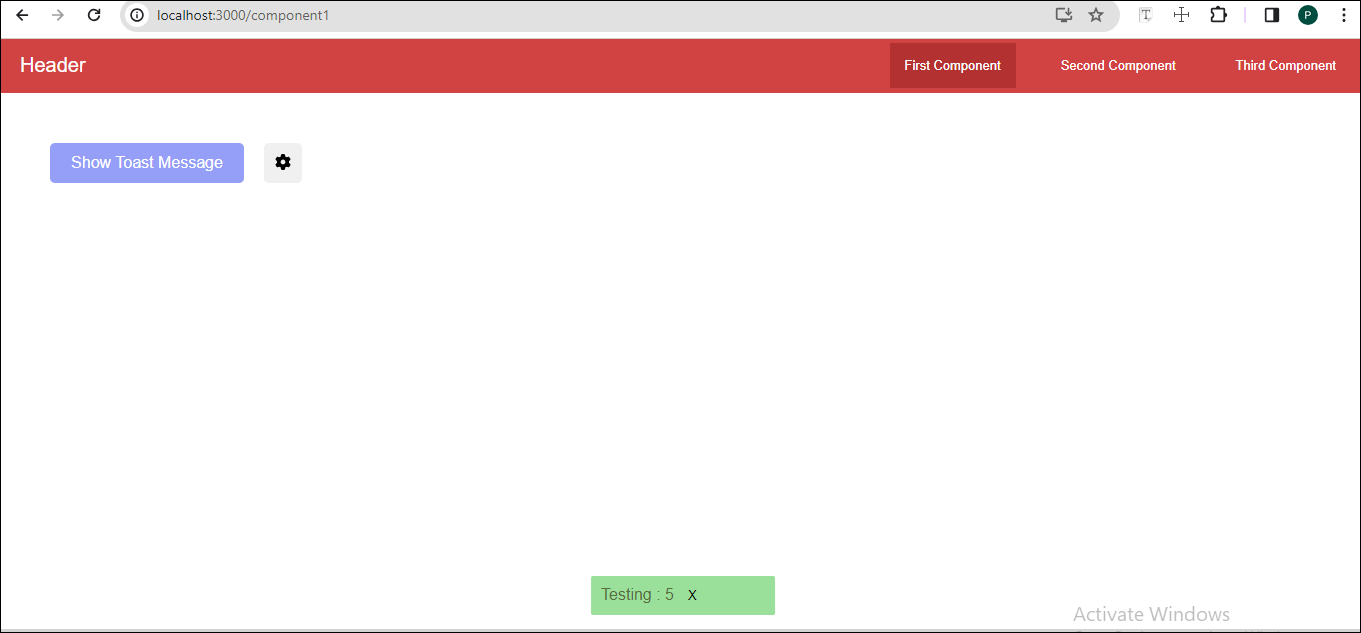 localhost:3000/component1
T
P
Header
First Component
Second Component
Third Component
Show Toast Message
Testing : 5 X
Activate Windows